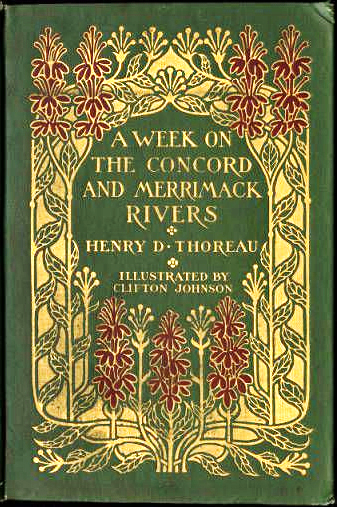 A WEEK ON
THE CONCORD
AND MERRIMACK
RIVERS
HENRY D · THOREAU
ILLUSTRATED BY
CLIFTON JOHNSON